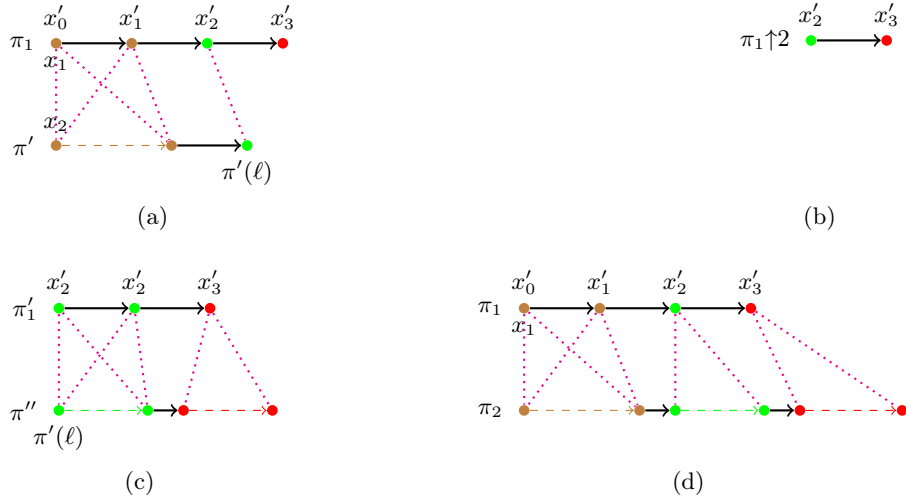 x′₀ x′₁ x′₂ x′₃
π₁
x₁
x₂
π′
π′(ℓ)
(a)
x′₂ x′₃
π₁↑2
(b)
x′₂ x′₂ x′₃
π′₁
π″
π′(ℓ)
(c)
x′₀ x′₁ x′₂ x′₃
π₁
x₁
π₂
(d)